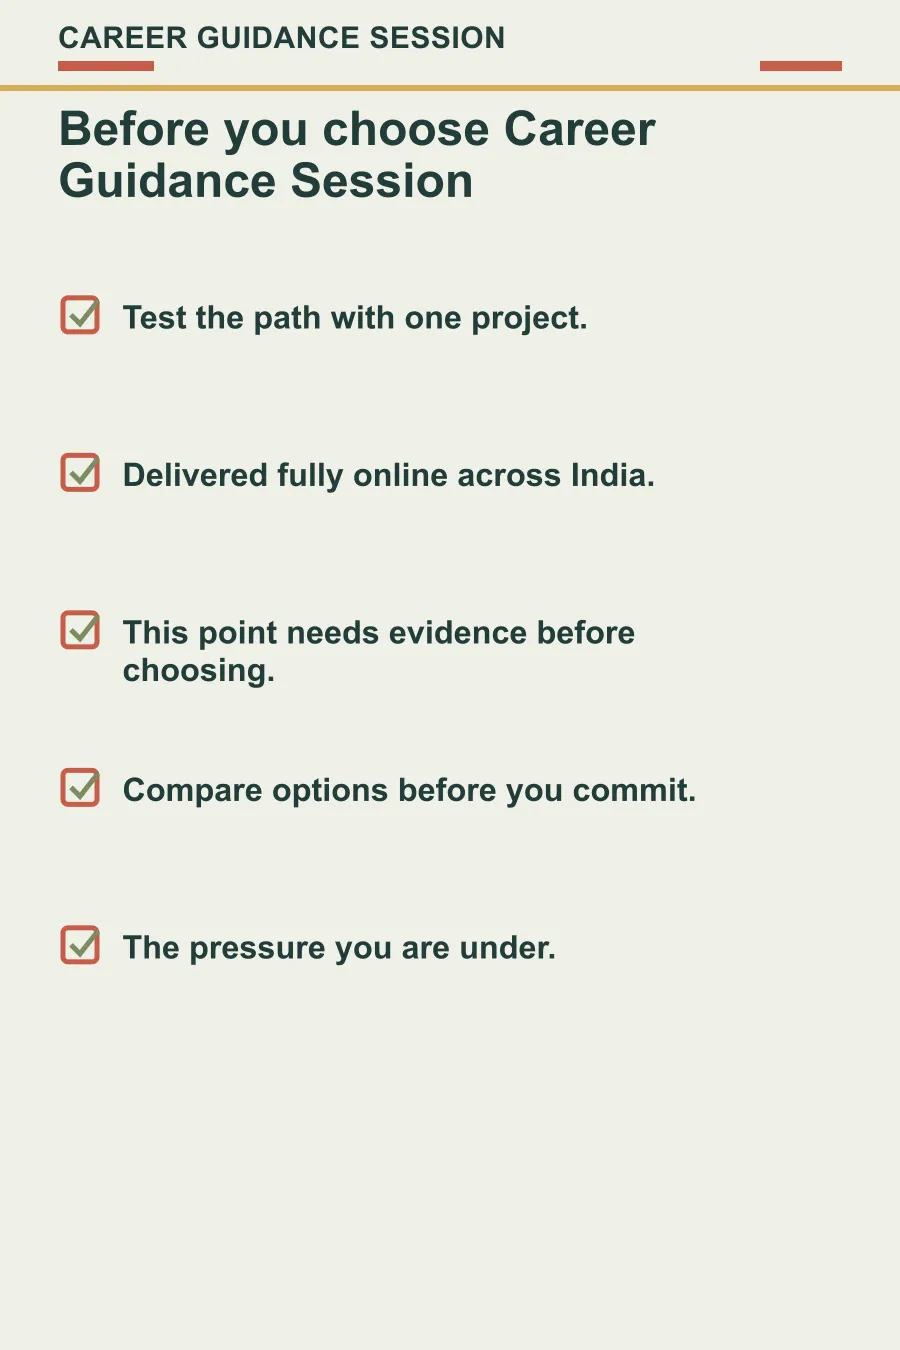 CAREER GUIDANCE SESSION
Before you choose Career
Guidance Session
Test the path with one project.
Delivered fully online across India.
This point needs evidence before
choosing.
Compare options before you commit.
The pressure you are under.